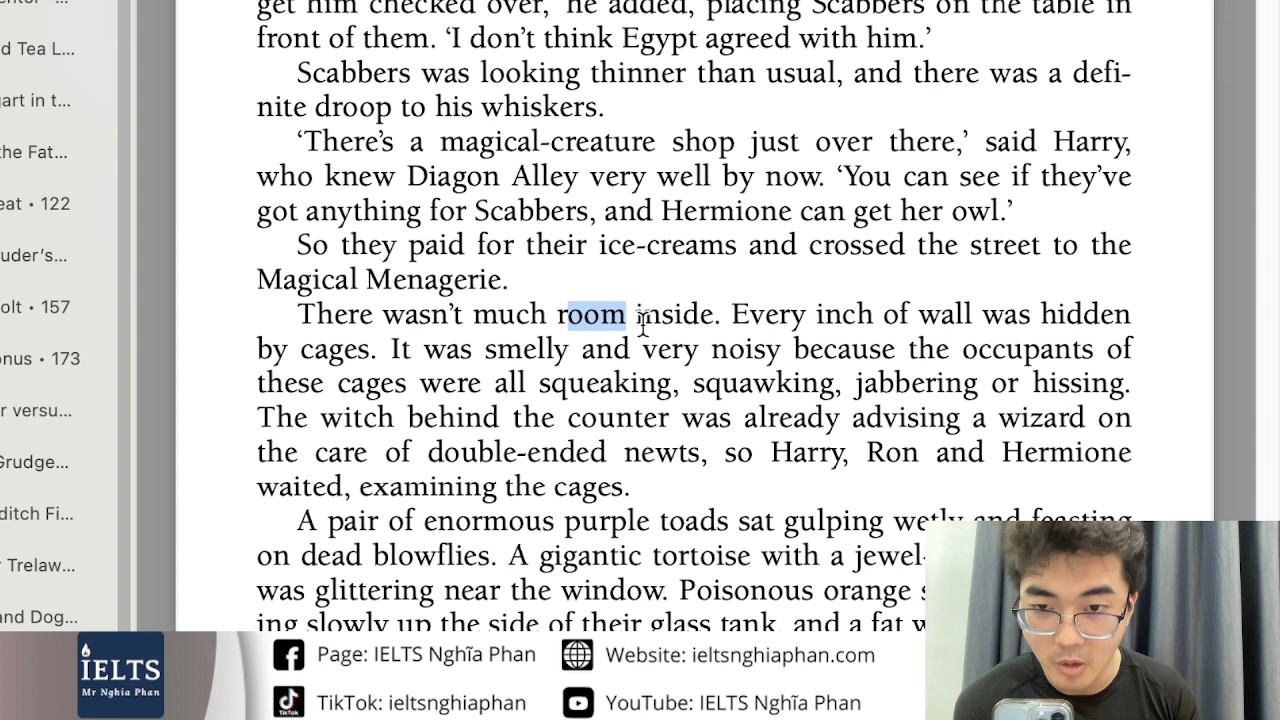 d Tea L...
gart in t...
the Fat...
eat • 122
uder's...
olt • 157
onus • 173
r versu...
Grudge...
ditch Fi...
r Trelaw...
and Dog...
get him checked over,' he added, placing Scabbers on the table in
front of them. 'I don't think Egypt agreed with him.'
Scabbers was looking thinner than usual, and there was a defi-
nite droop to his whiskers.
'There's a magical-creature shop just over there,' said Harry,
who knew Diagon Alley very well by now. 'You can see if they've
got anything for Scabbers, and Hermione can get her owl.'
So they paid for their ice-creams and crossed the street to the
Magical Menagerie.
There wasn't much room inside. Every inch of wall was hidden
by cages. It was smelly and very noisy because the occupants of
these cages were all squeaking, squawking, jabbering or hissing.
The witch behind the counter was already advising a wizard on
the care of double-ended newts, so Harry, Ron and Hermione
waited, examining the cages.
A pair of enormous purple toads sat gulping wetly and feasting
on dead blowflies. A gigantic tortoise with a jewel-
was glittering near the window. Poisonous orange s
ing slowly up the side of their glass tank, and a fat w
IELTS
Mr Nghia Phan
Page: IELTS Nghĩa Phan
Website: ieltsnghiaphan.com
TikTok
TikTok: ieltsnghiaphan
YouTube: IELTS Nghĩa Phan